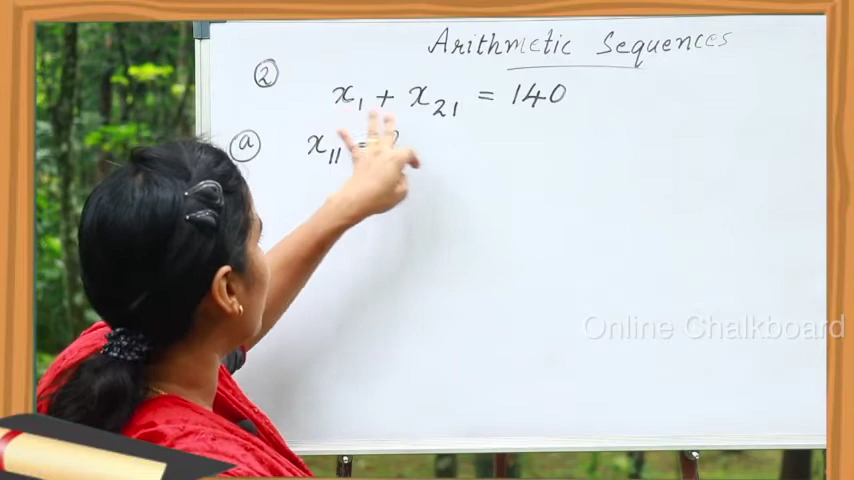 Arithmetic Sequences
② x₁ + x₂₁ = 140
ⓐ x₁₁ = ?
Online Chalkboard